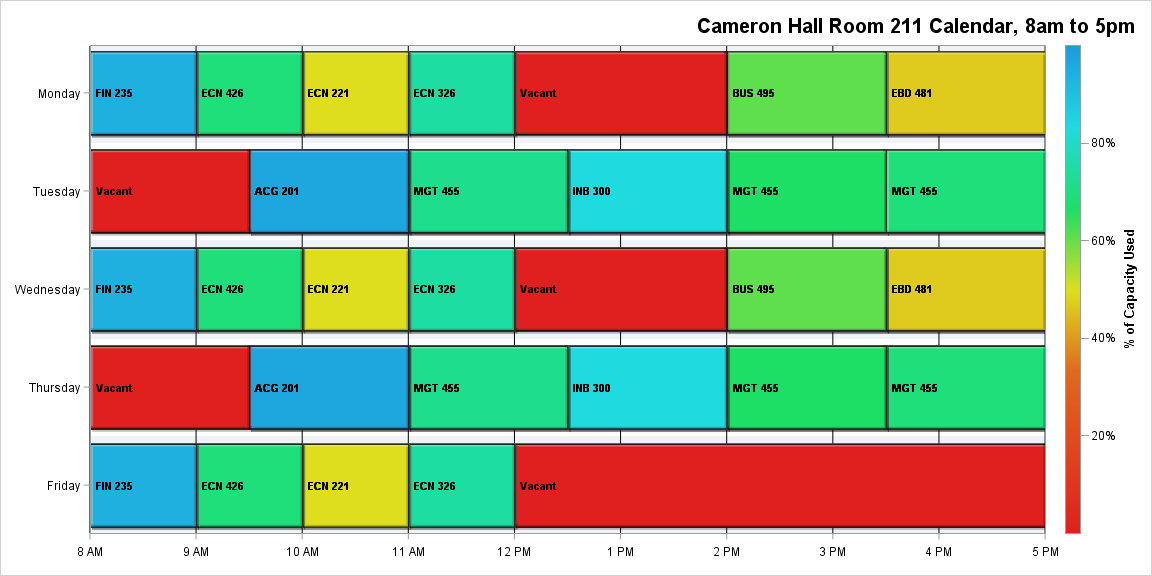 Cameron Hall Room 211 Calendar, 8am to 5pm
Monday FIN 235 ECN 426 ECN 221 ECN 326 Vacant BUS 495 EBD 481
Tuesday Vacant ACG 201 MGT 455 INB 300 MGT 455 MGT 455
Wednesday FIN 235 ECN 426 ECN 221 ECN 326 Vacant BUS 495 EBD 481
Thursday Vacant ACG 201 MGT 455 INB 300 MGT 455 MGT 455
Friday FIN 235 ECN 426 ECN 221 ECN 326 Vacant
8 AM 9 AM 10 AM 11 AM 12 PM 1 PM 2 PM 3 PM 4 PM 5 PM
80%
60%
40%
20%
% of Capacity Used